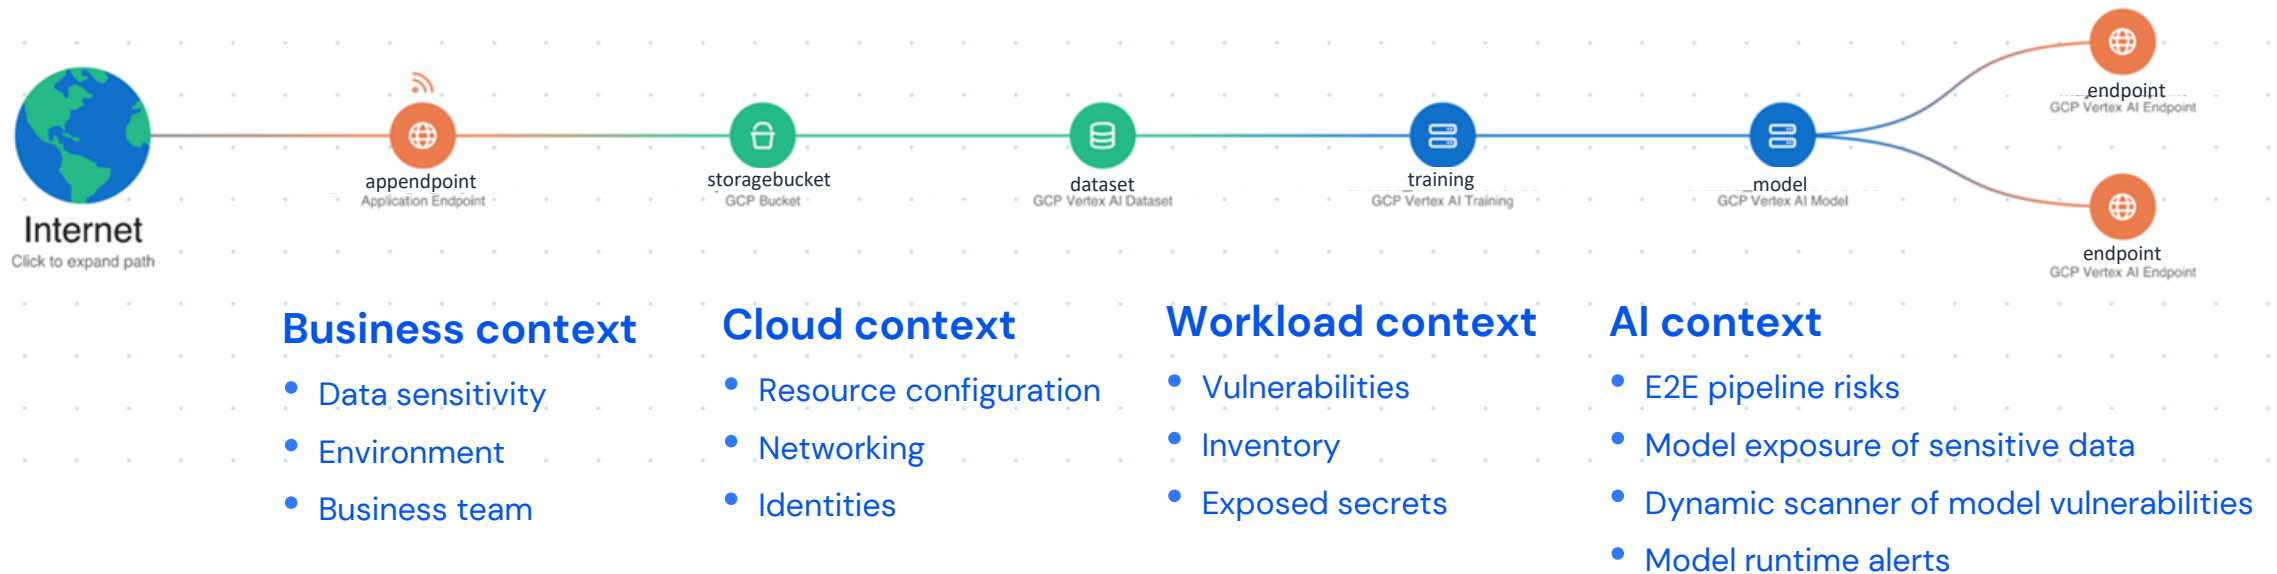 endpoint
GCP Vertex AI Endpoint
appendpoint
Application Endpoint
storagebucket
GCP Bucket
dataset
GCP Vertex AI Dataset
training
GCP Vertex AI Training
_model
GCP Vertex AI Model
Internet
Click to expand path
endpoint
GCP Vertex AI Endpoint
Business context
• Data sensitivity
• Environment
• Business team
Cloud context
• Resource configuration
• Networking
• Identities
Workload context
• Vulnerabilities
• Inventory
• Exposed secrets
AI context
• E2E pipeline risks
• Model exposure of sensitive data
• Dynamic scanner of model vulnerabilities
• Model runtime alerts